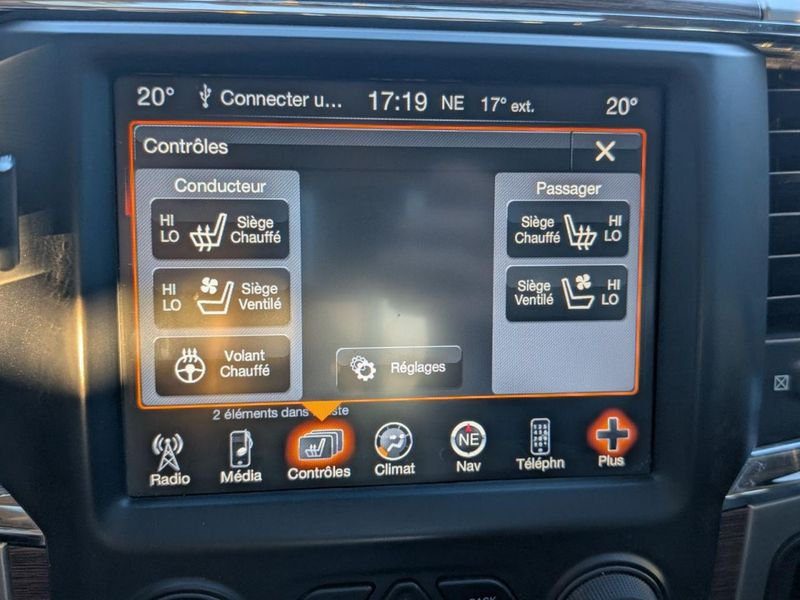 20° Connecter u... 17:19 NE 17° ext. 20°
Contrôles X
Conducteur
HI
LO
Siège
Chauffé
HI
LO
Siège
Ventilé
Volant
Chauffé
Passager
Siège
Chauffé
HI
LO
Siège
Ventilé
HI
LO
Réglages
2 éléments dans
Radio
Média
Contrôles
Climat
NE
Nav
Téléphn
Plus